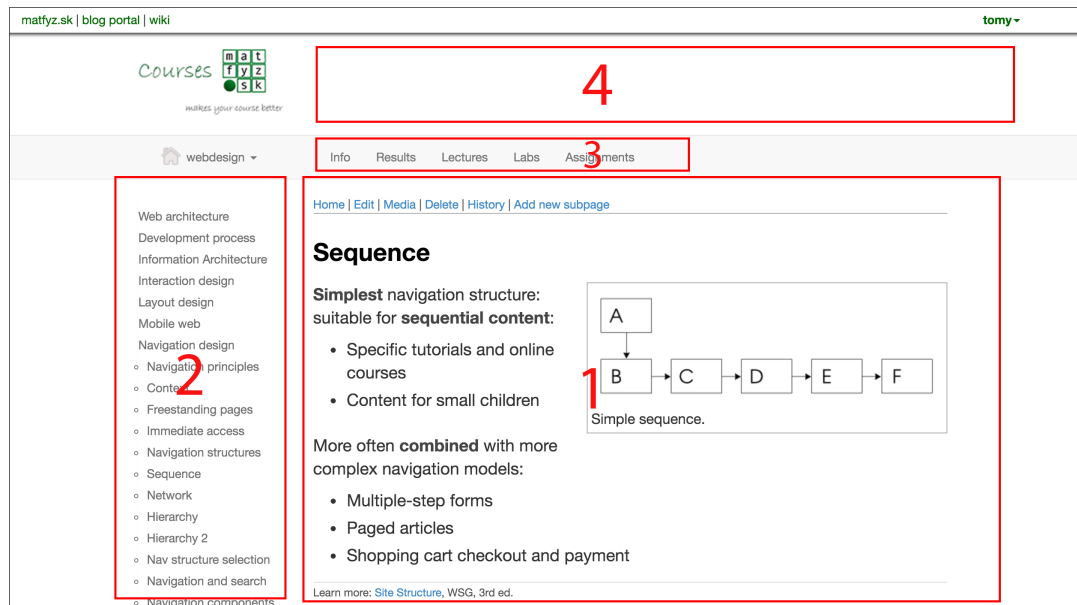 matfyz.sk | blog portal | wiki
tomy
Courses
m a t
f y z
s k
makes your course better
4
webdesign
Info Results Lectures Labs Assignments
3
Web architecture
Development process
Information Architecture
Interaction design
Layout design
Mobile web
Navigation design
Navigation principles
Context
Freestanding pages
Immediate access
Navigation structures
Sequence
Network
Hierarchy
Hierarchy 2
Nav structure selection
Navigation and search
Navigation components
2
Home | Edit | Media | Delete | History | Add new subpage
Sequence
Simplest navigation structure:
suitable for sequential content:
• Specific tutorials and online
courses
• Content for small children
More often combined with more
complex navigation models:
• Multiple-step forms
• Paged articles
• Shopping cart checkout and payment
A
B C D E F
Simple sequence.
1
Learn more: Site Structure, WSG, 3rd ed.